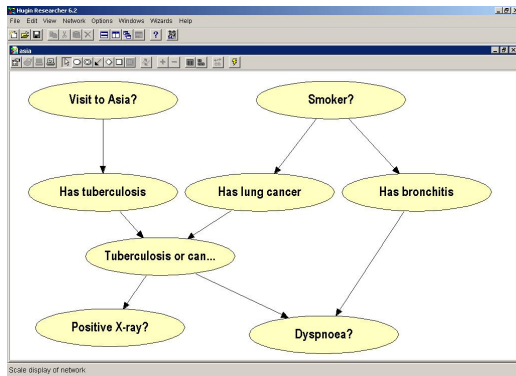 Hugin Researcher 6.2
File Edit View Network Options Windows Wizards Help
asia
Visit to Asia?
Smoker?
Has tuberculosis
Has lung cancer
Has bronchitis
Tuberculosis or can...
Positive X-ray?
Dyspnoea?
Scale display of network